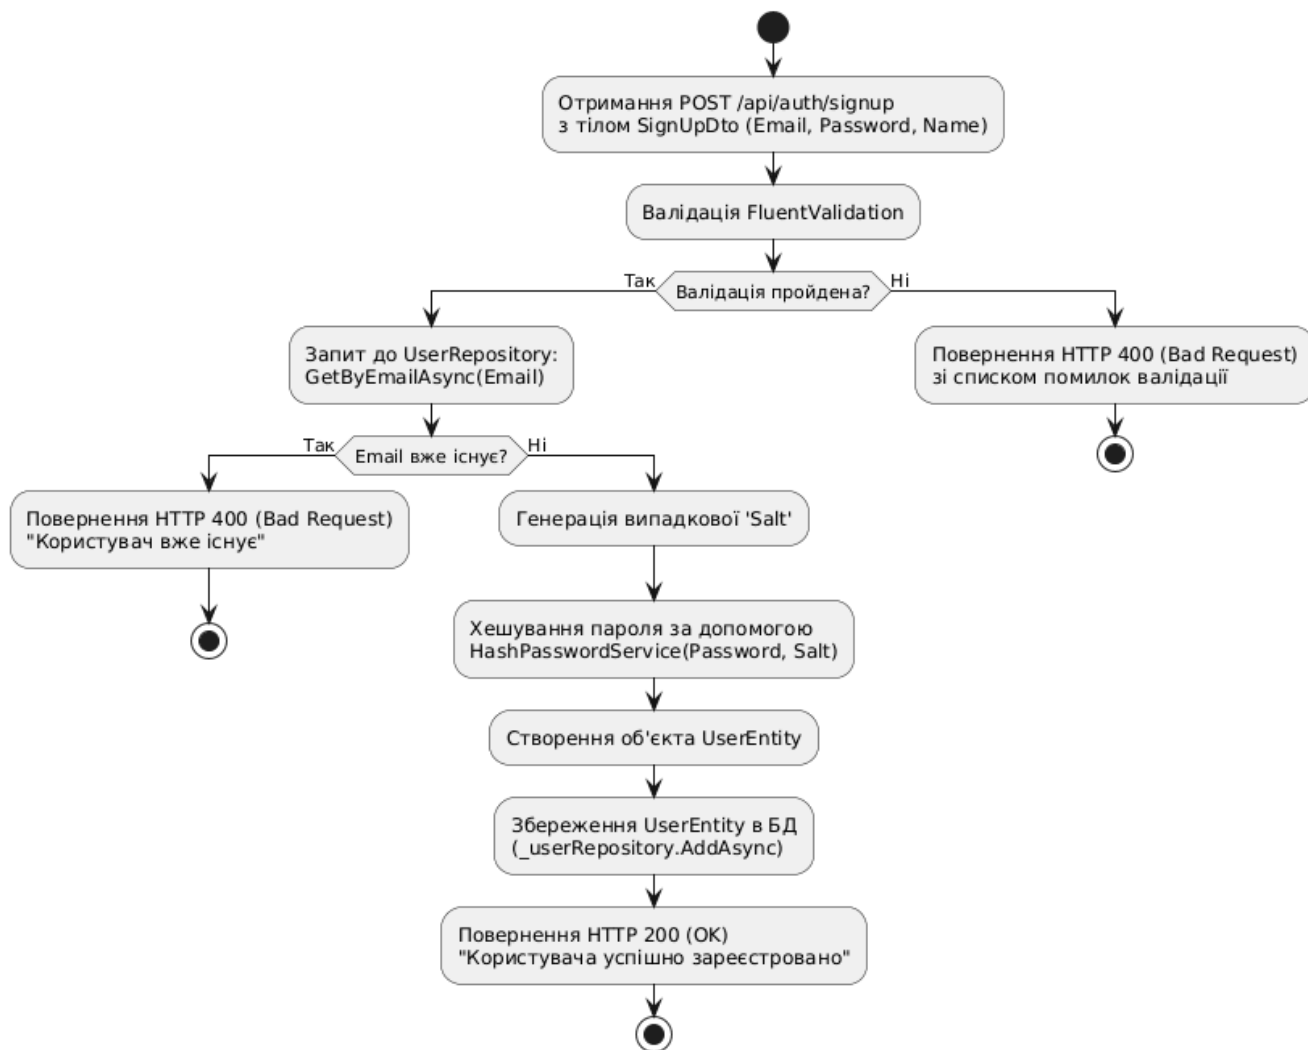 Отримання POST /api/auth/signup
з тілом SignUpDto (Email, Password, Name)
Валідація FluentValidation
Валідація пройдена?
Так
Ні
Запит до UserRepository:
GetByEmailAsync(Email)
Повернення HTTP 400 (Bad Request)
зі списком помилок валідації
Email вже існує?
Так
Ні
Повернення HTTP 400 (Bad Request)
"Користувач вже існує"
Генерація випадкової 'Salt'
Хешування пароля за допомогою
HashPasswordService(Password, Salt)
Створення об'єкта UserEntity
Збереження UserEntity в БД
(_userRepository.AddAsync)
Повернення HTTP 200 (OK)
"Користувача успішно зареєстровано"